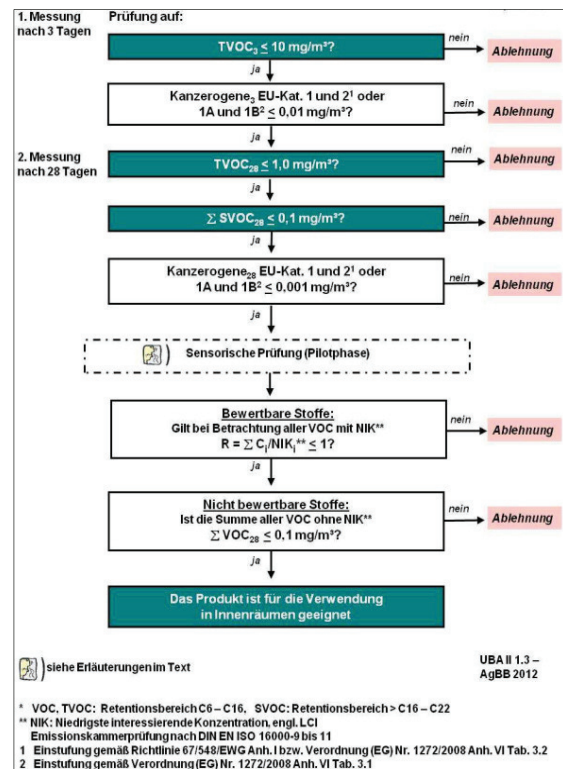 1. Messung
nach 3 Tagen
Prüfung auf:
TVOC₃ ≤ 10 mg/m³?
nein
Ablehnung
ja
Kanzerogene₃ EU-Kat. 1 und 2¹ oder
1A und 1B² ≤ 0,01 mg/m³?
nein
Ablehnung
ja
2. Messung
nach 28 Tagen
TVOC₂₈ ≤ 1,0 mg/m³?
nein
Ablehnung
ja
Σ SVOC₂₈ ≤ 0,1 mg/m³?
nein
Ablehnung
ja
Kanzerogene₂₈ EU-Kat. 1 und 2¹ oder
1A und 1B² ≤ 0,001 mg/m³?
nein
Ablehnung
ja
) Sensorische Prüfung (Pilotphase)
Bewertbare Stoffe:
Gilt bei Betrachtung aller VOC mit NIK**
R = Σ Cᵢ/NIKᵢ** ≤ 1?
nein
Ablehnung
ja
Nicht bewertbare Stoffe:
Ist die Summe aller VOC ohne NIK**
Σ VOC₂₈ ≤ 0,1 mg/m³?
nein
Ablehnung
ja
Das Produkt ist für die Verwendung
in Innenräumen geeignet
) siehe Erläuterungen im Text
UBA II 1.3 –
AgBB 2012
* VOC, TVOC: Retentionsbereich C6 – C16, SVOC: Retentionsbereich > C16 – C22
** NIK: Niedrigste interessierende Konzentration, engl. LCI
Emissionskammerprüfung nach DIN EN ISO 16000-9 bis 11
1 Einstufung gemäß Richtlinie 67/548/EWG Anh. I bzw. Verordnung (EG) Nr. 1272/2008 Anh. VI Tab. 3.2
2 Einstufung gemäß Verordnung (EG) Nr. 1272/2008 Anh. VI Tab. 3.1